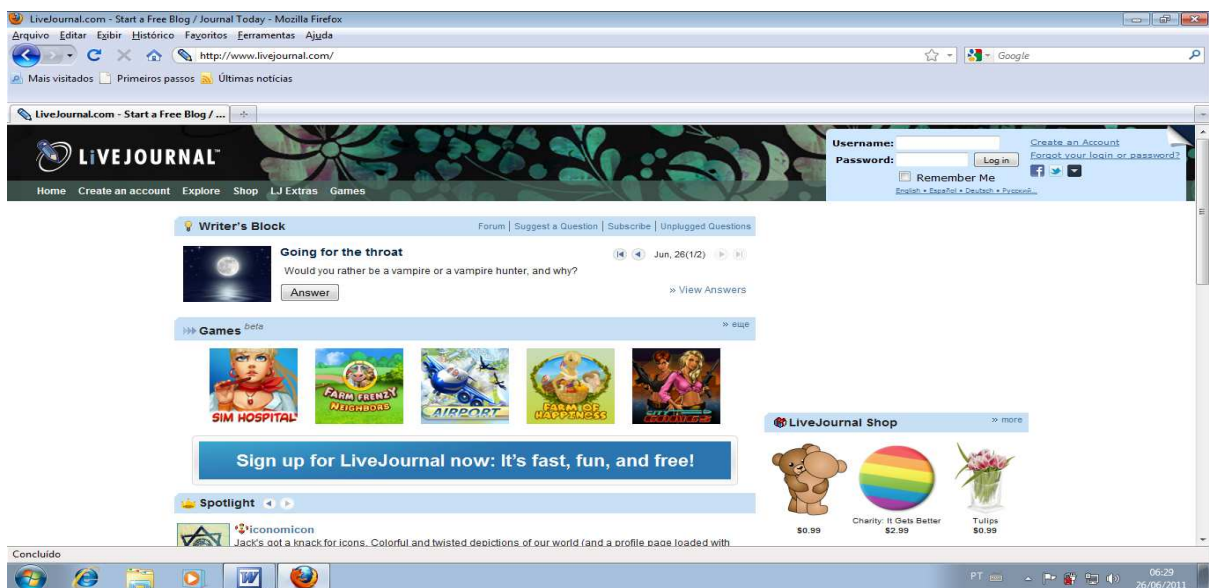 LiveJournal.com - Start a Free Blog / Journal Today - Mozilla Firefox
Arquivo Editar Exibir Histórico Favoritos Ferramentas Ajuda
http://www.livejournal.com/
Google
Mais visitados Primeiros passos Últimas notícias
LiveJournal.com - Start a Free Blog / ...
LiVEJOURNAL™
Username:
Create an Account
Password:
Log in
Forgot your login or password?
Remember Me
English • Español • Deutsch • Русский...
Home Create an account Explore Shop LJ Extras Games
Writer's Block
Forum | Suggest a Question | Subscribe | Unplugged Questions
Going for the throat
Jun, 26(1/2)
Would you rather be a vampire or a vampire hunter, and why?
Answer
» View Answers
Games beta
» еще
SIM HOSPITAL
FARM FRENZY NEIGHBORS
AIRPORT
FARM OF HAPPINESS
Sign up for LiveJournal now: It's fast, fun, and free!
LiveJournal Shop
» more
$0.99
Charity: It Gets Better
$2.99
Tulips
$0.99
Spotlight
iconomicon
Jack's got a knack for icons. Colorful and twisted depictions of our world (and a profile page loaded with
Concluído
PT
06:29
26/06/2011